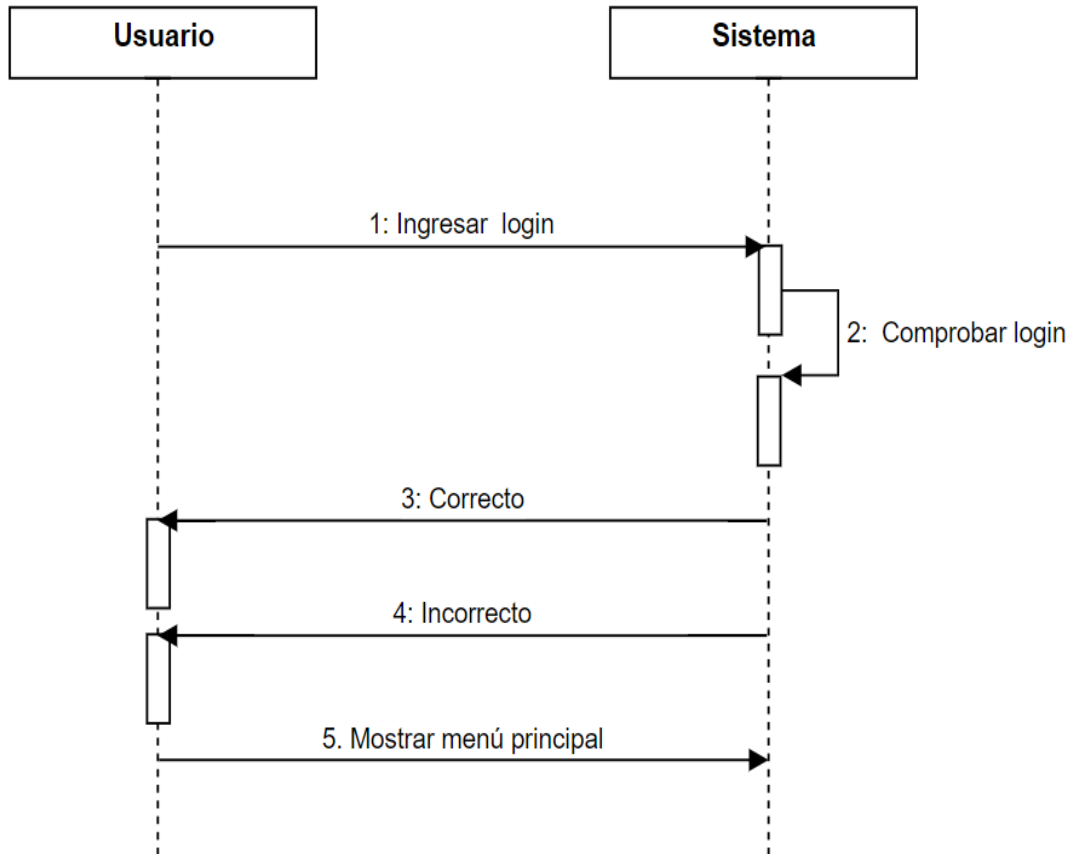 Usuario
Sistema
1: Ingresar login
2: Comprobar login
3: Correcto
4: Incorrecto
5. Mostrar menú principal